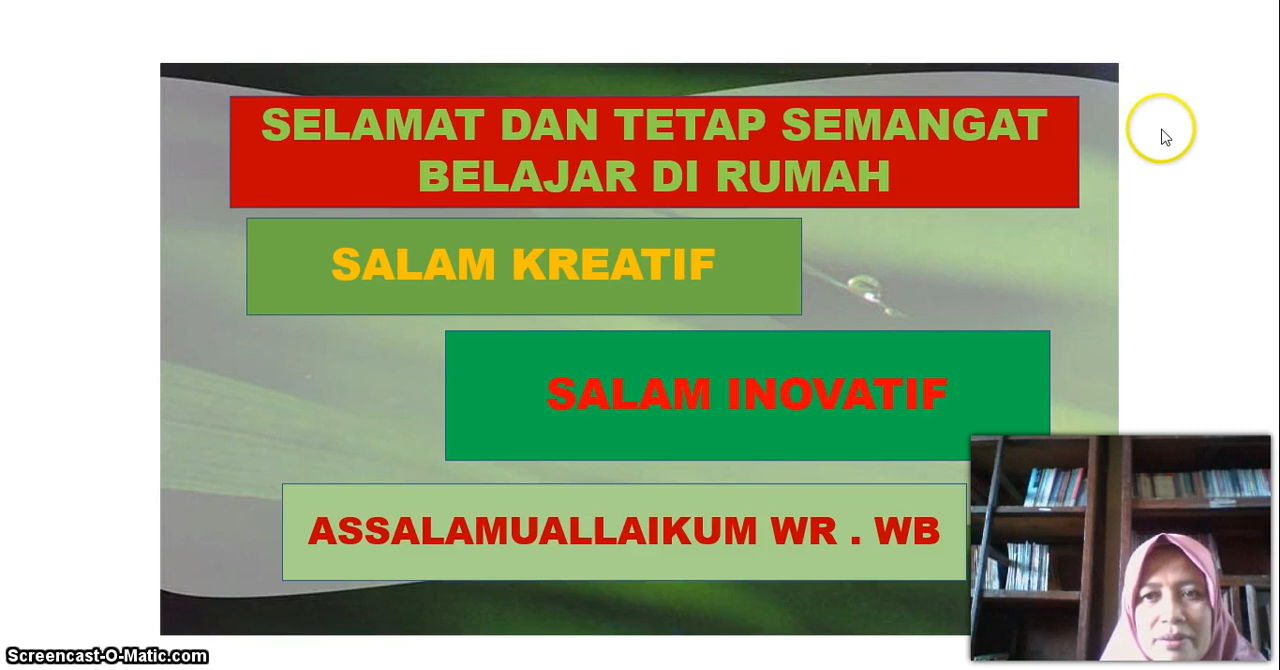 SELAMAT DAN TETAP SEMANGAT
BELAJAR DI RUMAH
SALAM KREATIF
SALAM INOVATIF
ASSALAMUALLAIKUM WR . WB
Screencast-O-Matic.com